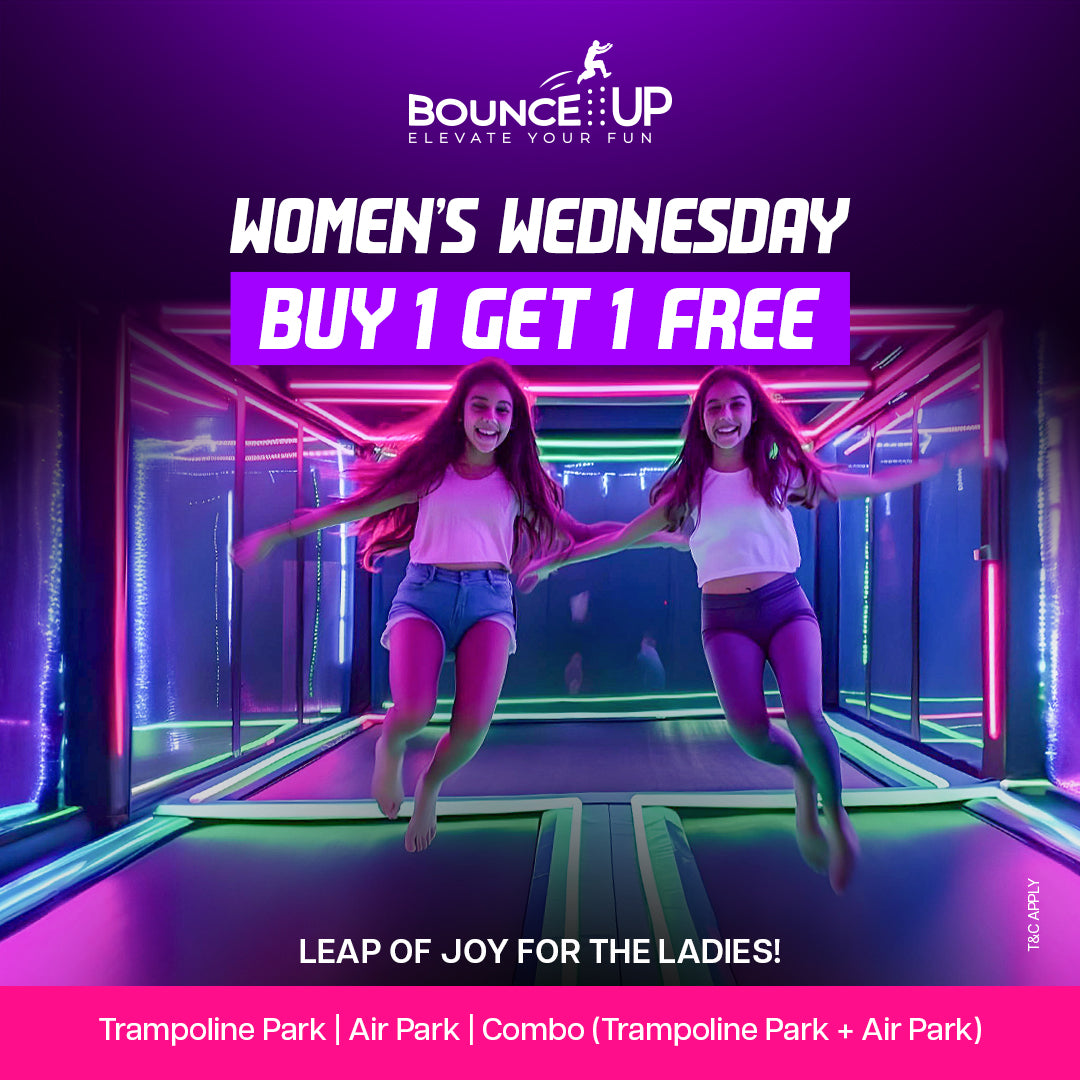 BOUNCE UP
ELEVATE YOUR FUN
WOMEN'S WEDNESDAY
BUY 1 GET 1 FREE
LEAP OF JOY FOR THE LADIES!
T&C APPLY
Trampoline Park | Air Park | Combo (Trampoline Park + Air Park)